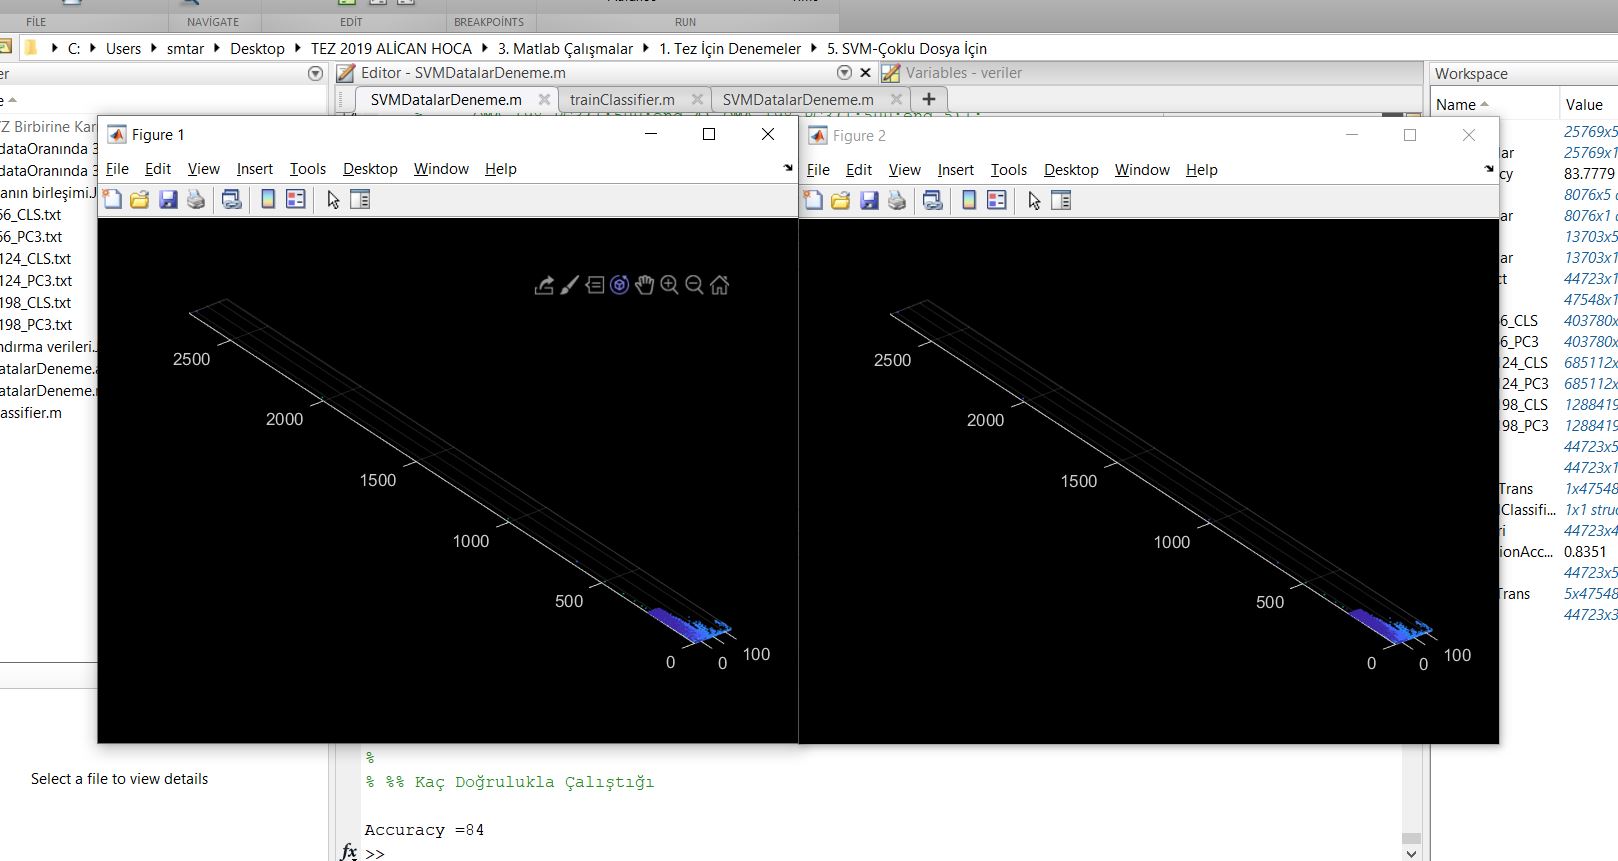 FILE
NAVIGATE
EDIT
BREAKPOINTS
RUN
C: Users smtar Desktop TEZ 2019 ALİCAN HOCA 3. Matlab Çalışmalar 1. Tez İçin Denemeler 5. SVM-Çoklu Dosya İçin
Editor - SVMDatalarDeneme.m
Variables - veriler
SVMDatalarDeneme.m
trainClassifier.m
SVMDatalarDeneme.m
Z Birbirine Kar
dataOranında 3
dataOranında 3
anın birleşimi.
66_CLS.txt
66_PC3.txt
124_CLS.txt
124_PC3.txt
198_CLS.txt
198_PC3.txt
ndırma verileri.
atalarDeneme.
atalarDeneme.
assifier.m
Select a file to view details
Figure 1
File Edit View Insert Tools Desktop Window Help
2500
2000
1500
1000
500
0
0
100
Figure 2
File Edit View Insert Tools Desktop Window Help
2500
2000
1500
1000
500
0
0
100
%
% %% Kaç Doğrulukla Çalıştığı
Accuracy =84
fx >>
Workspace
Name Value
25769x5
lar 25769x1
cy 83.7779
8076x5
ar 8076x1
13703x5
ar 13703x1
ct 44723x1
47548x1
6_CLS 403780x
6_PC3 403780x
24_CLS 685112x
24_PC3 685112x
98_CLS 1288419
98_PC3 1288419
44723x5
44723x1
Trans 1x47548
Classifi... 1x1 struc
ri 44723x4
ionAcc... 0.8351
44723x5
Trans 5x47548
44723x3